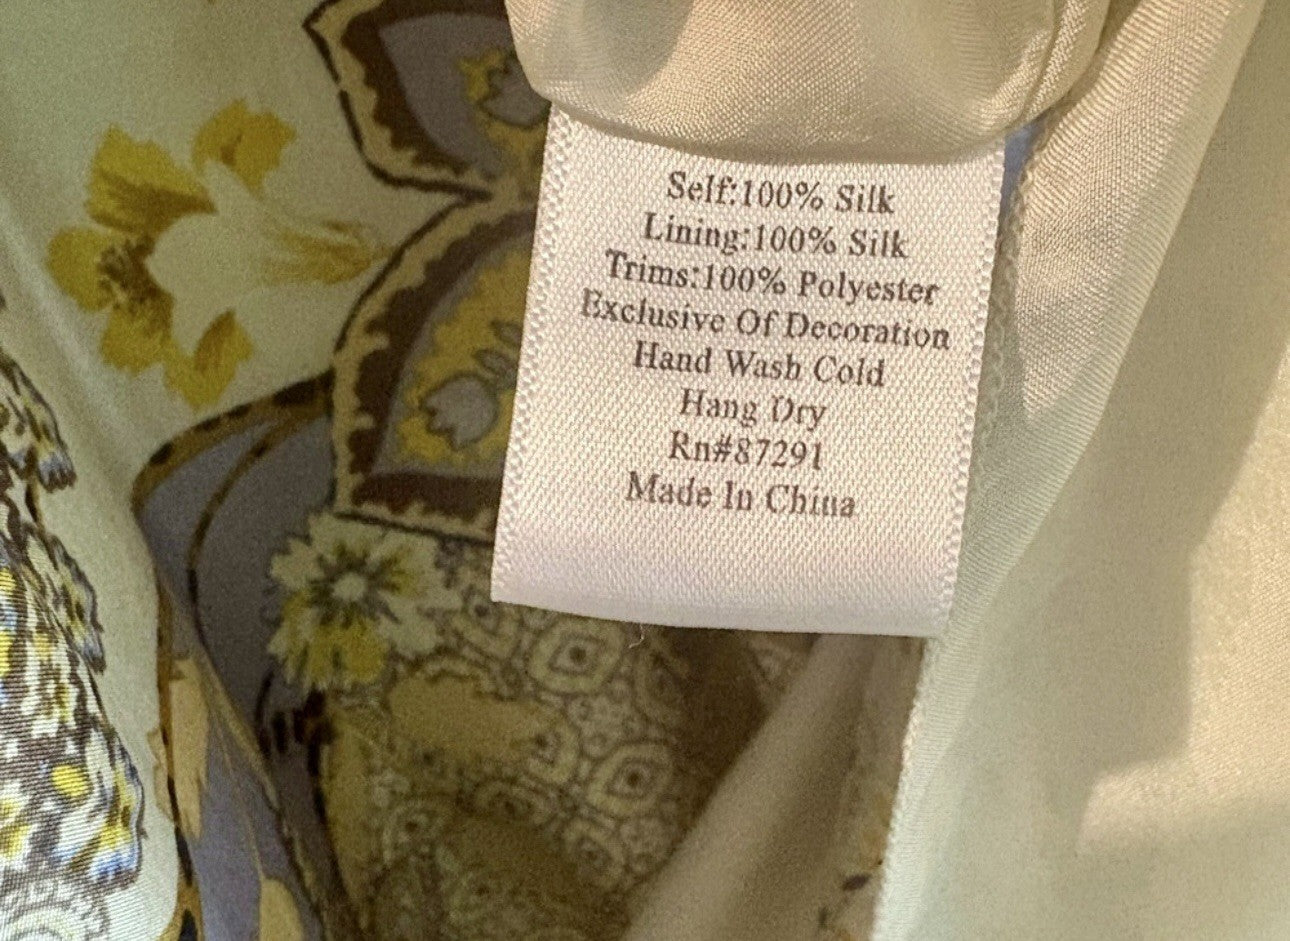 Self:100% Silk
Lining:100% Silk
Trims:100% Polyester
Exclusive Of Decoration
Hand Wash Cold
Hang Dry
Rn#87291
Made In China